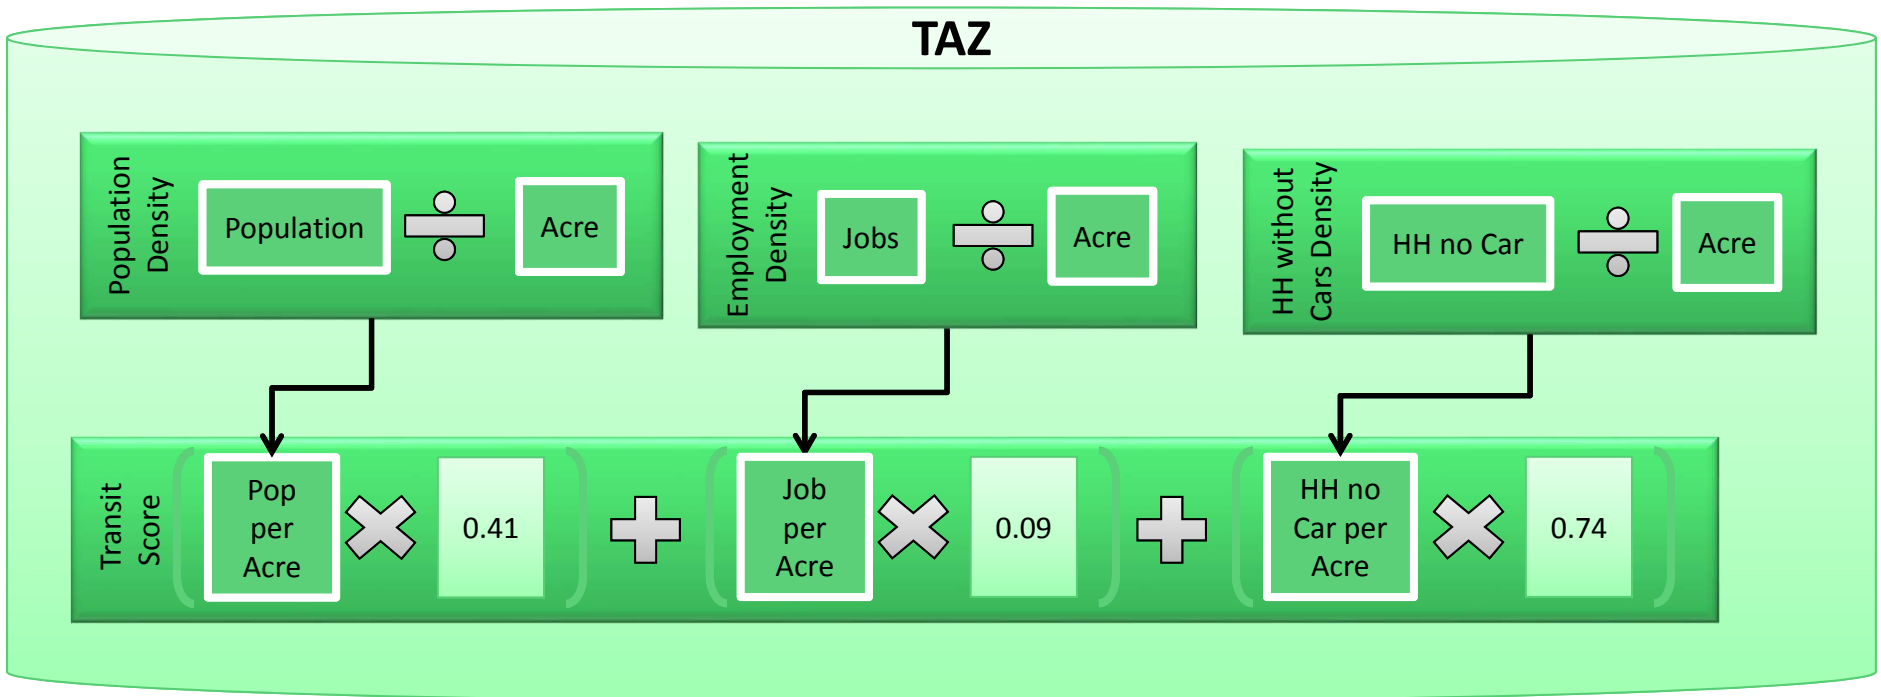 TAZ
Population
Density
Population
Acre
Employment
Density
Jobs
Acre
HH without
Cars Density
HH no Car
Acre
Transit
Score
Pop
per
Acre
0.41
Job
per
Acre
0.09
HH no
Car per
Acre
0.74